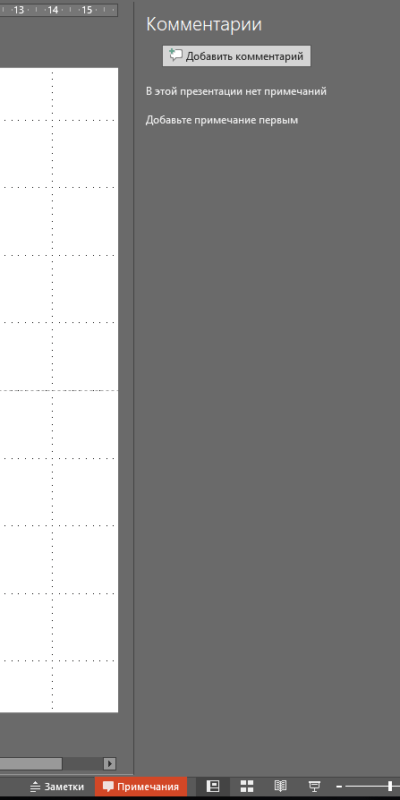 13 14 15
Комментарии
Добавить комментарий
В этой презентации нет примечаний
Добавьте примечание первым
Заметки Примечания